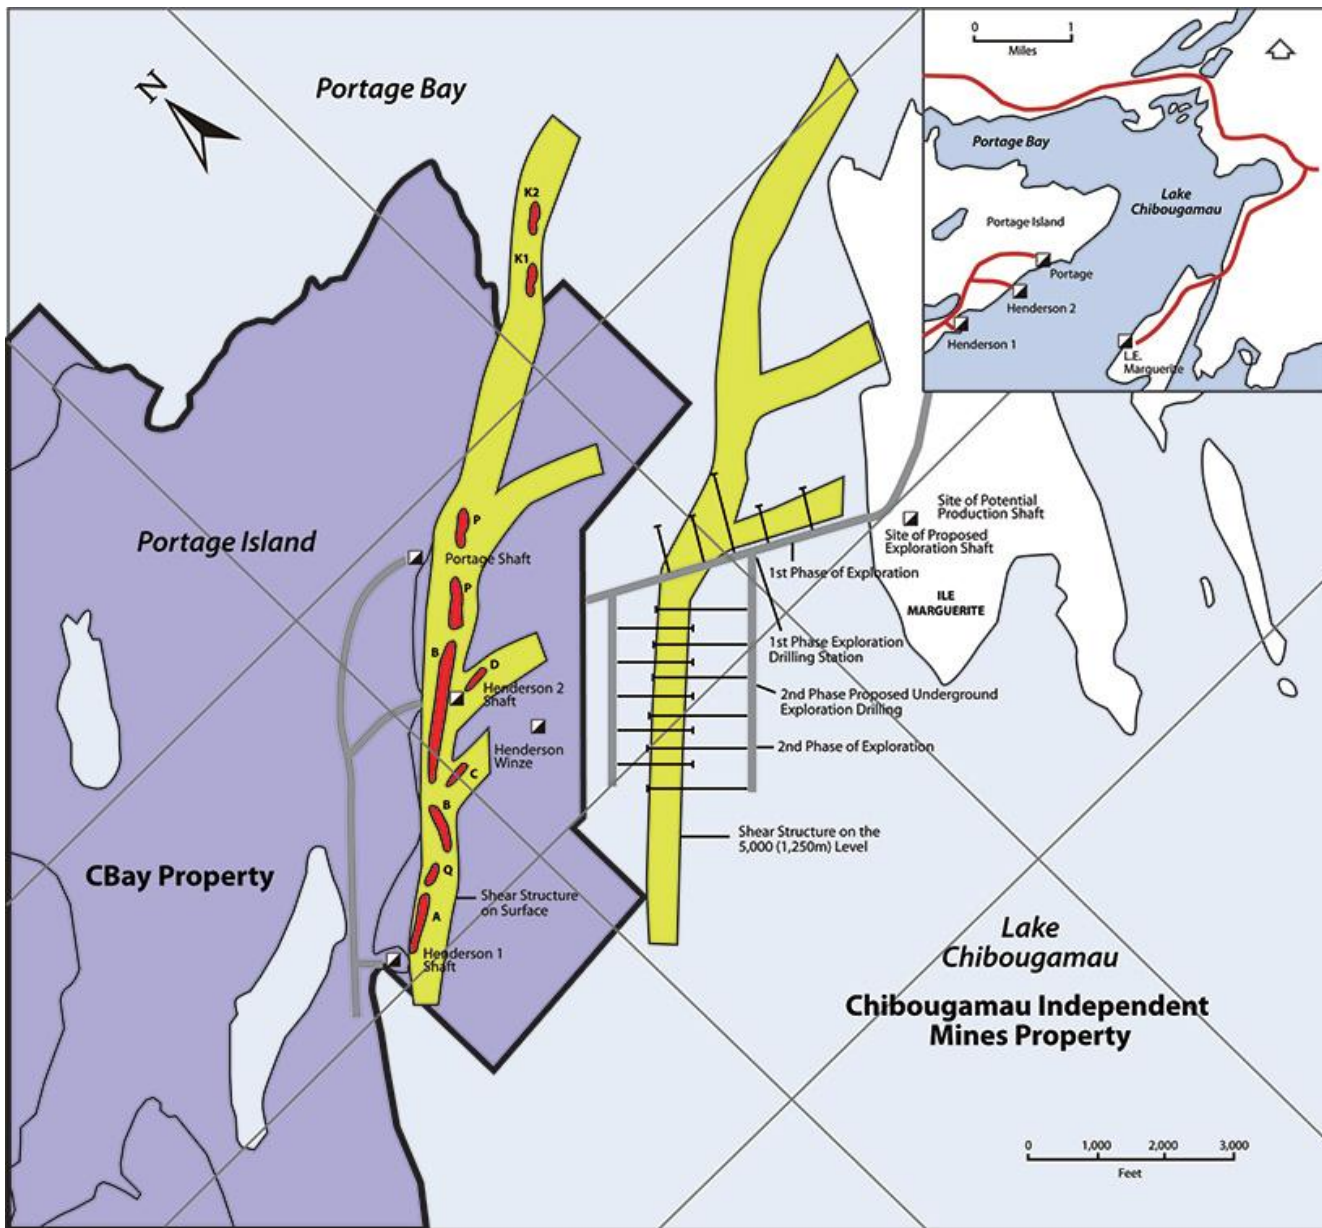 N
Portage Bay
K2
K1
P
Portage Shaft
P
Portage Island
B
D
Henderson 2
Shaft
Henderson
Winze
C
B
Q
A
CBay Property
Shear Structure
on Surface
Henderson 1
Shaft
0 1
Miles
Portage Bay
Lake
Chibougamau
Portage Island
Portage
Henderson 2
Henderson 1
L.E.
Marguerite
Site of Potential
Production Shaft
Site of Proposed
Exploration Shaft
1st Phase of Exploration
ILE
MARGUERITE
1st Phase Exploration
Drilling Station
2nd Phase Proposed Underground
Exploration Drilling
2nd Phase of Exploration
Shear Structure on the
5,000 (1,250m) Level
Lake
Chibougamau
Chibougamau Independent
Mines Property
0 1,000 2,000 3,000
Feet